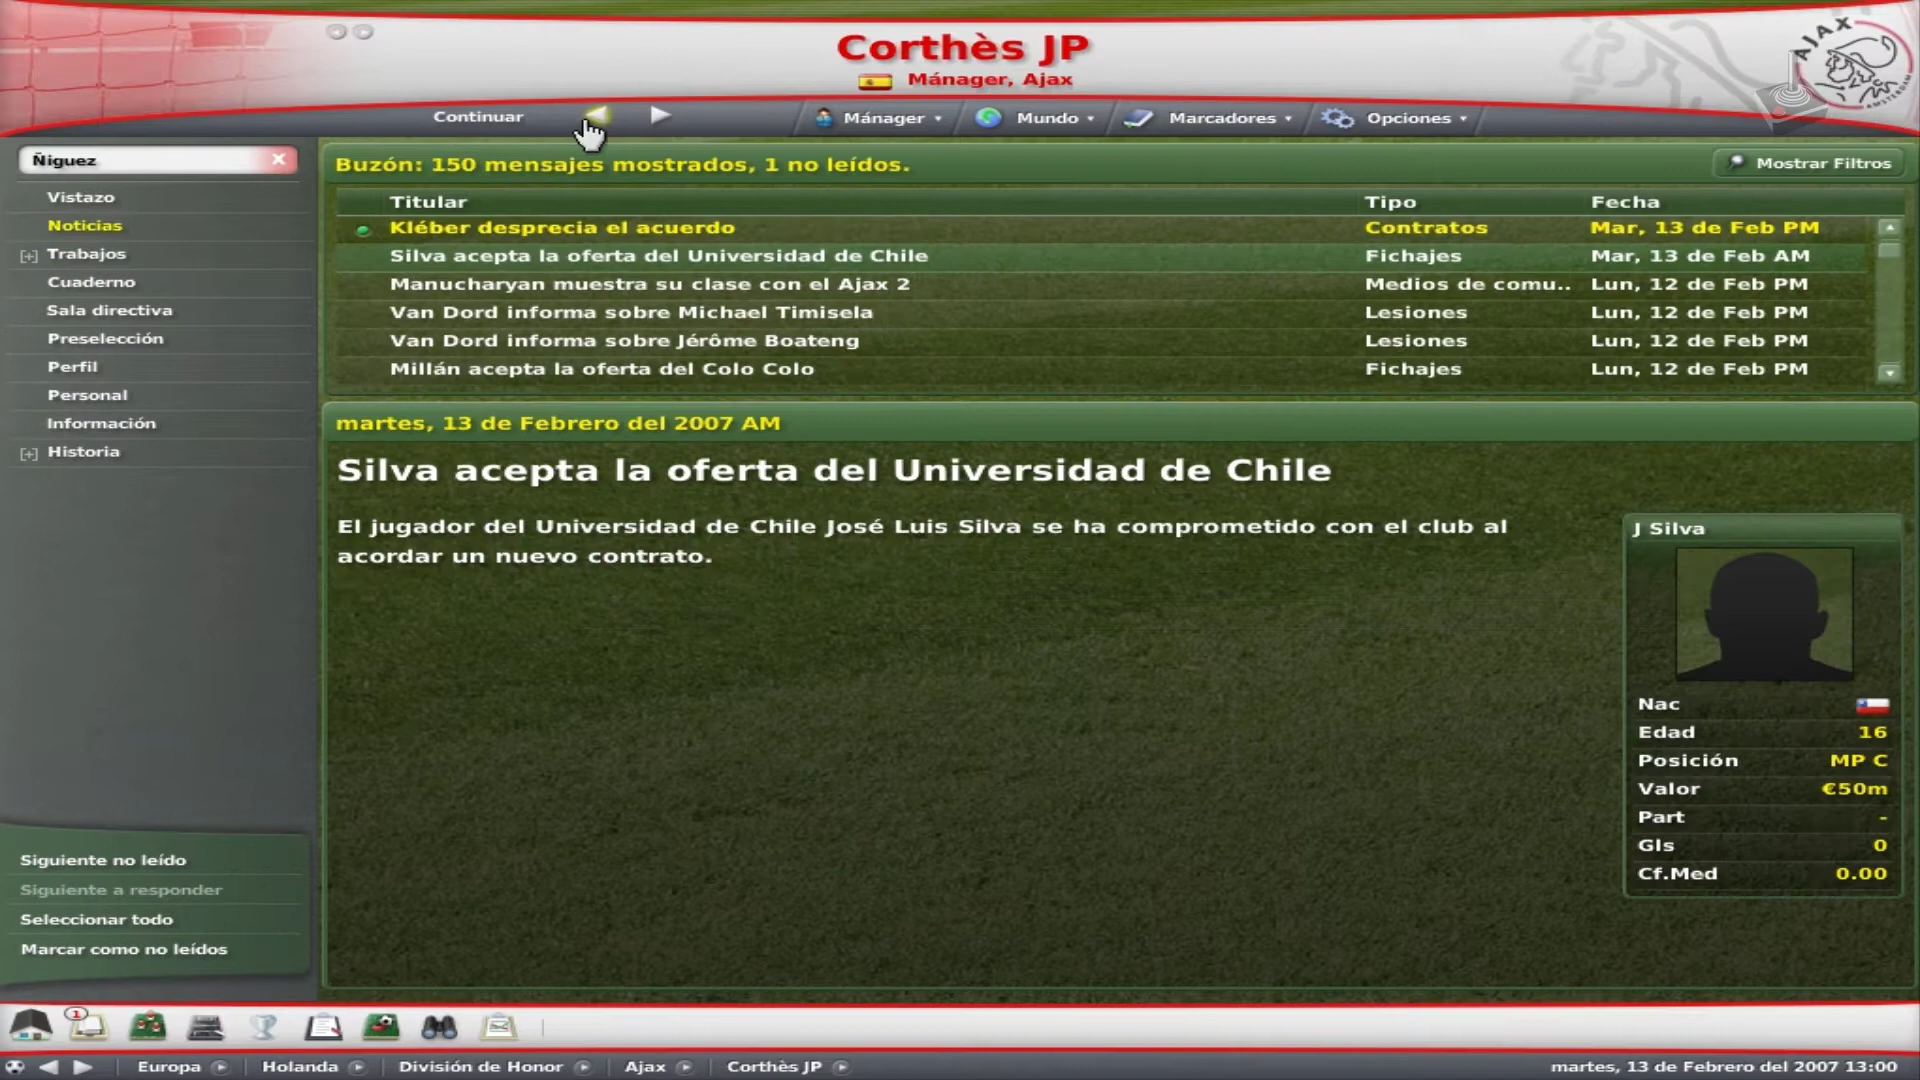 Corthès JP
Mánager, Ajax
AJAX
AMSTERDAM
Continuar
Mánager
Mundo
Marcadores
Opciones
Ñiguez
Vistazo
Noticias
[+] Trabajos
Cuaderno
Sala directiva
Preselección
Perfil
Personal
Información
[+] Historia
Buzón: 150 mensajes mostrados, 1 no leídos.
Mostrar Filtros
Titular Tipo Fecha
Kléber desprecia el acuerdo Contratos Mar, 13 de Feb PM
Silva acepta la oferta del Universidad de Chile Fichajes Mar, 13 de Feb AM
Manucharyan muestra su clase con el Ajax 2 Medios de comu.. Lun, 12 de Feb PM
Van Dord informa sobre Michael Timisela Lesiones Lun, 12 de Feb PM
Van Dord informa sobre Jérôme Boateng Lesiones Lun, 12 de Feb PM
Millán acepta la oferta del Colo Colo Fichajes Lun, 12 de Feb PM
martes, 13 de Febrero del 2007 AM
Silva acepta la oferta del Universidad de Chile
El jugador del Universidad de Chile José Luis Silva se ha comprometido con el club al
acordar un nuevo contrato.
J Silva
Nac
Edad 16
Posición MP C
Valor €50m
Part -
Gls 0
Cf.Med 0.00
Siguiente no leído
Siguiente a responder
Seleccionar todo
Marcar como no leídos
1
Europa
Holanda
División de Honor
Ajax
Corthès JP
martes, 13 de Febrero del 2007 13:00